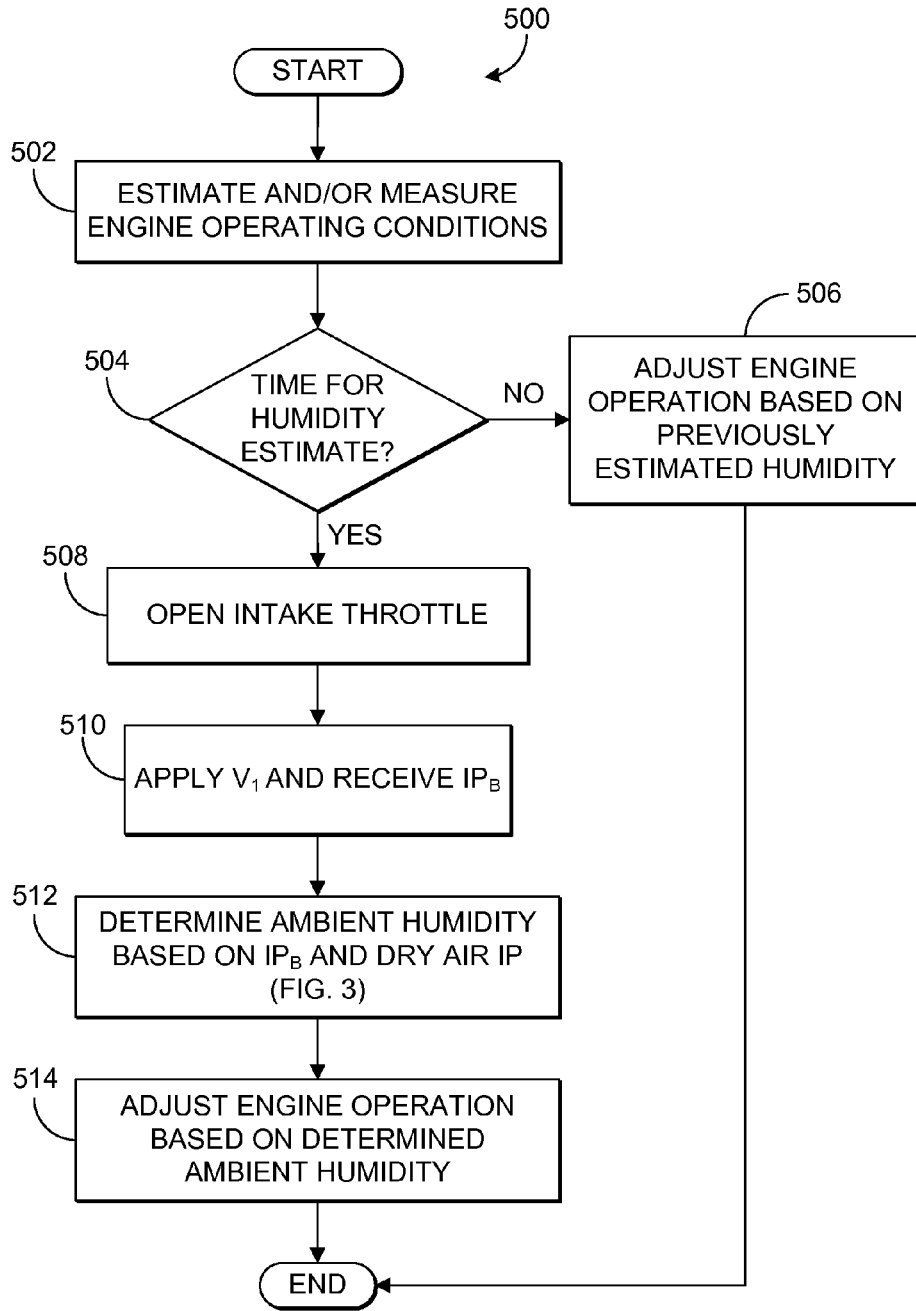 500
START
502
ESTIMATE AND/OR MEASURE
ENGINE OPERATING CONDITIONS
504
TIME FOR
HUMIDITY
ESTIMATE?
NO
506
ADJUST ENGINE
OPERATION BASED ON
PREVIOUSLY
ESTIMATED HUMIDITY
YES
508
OPEN INTAKE THROTTLE
510
APPLY V₁ AND RECEIVE IP_B
512
DETERMINE AMBIENT HUMIDITY
BASED ON IP_B AND DRY AIR IP
(FIG. 3)
514
ADJUST ENGINE OPERATION
BASED ON DETERMINED
AMBIENT HUMIDITY
END